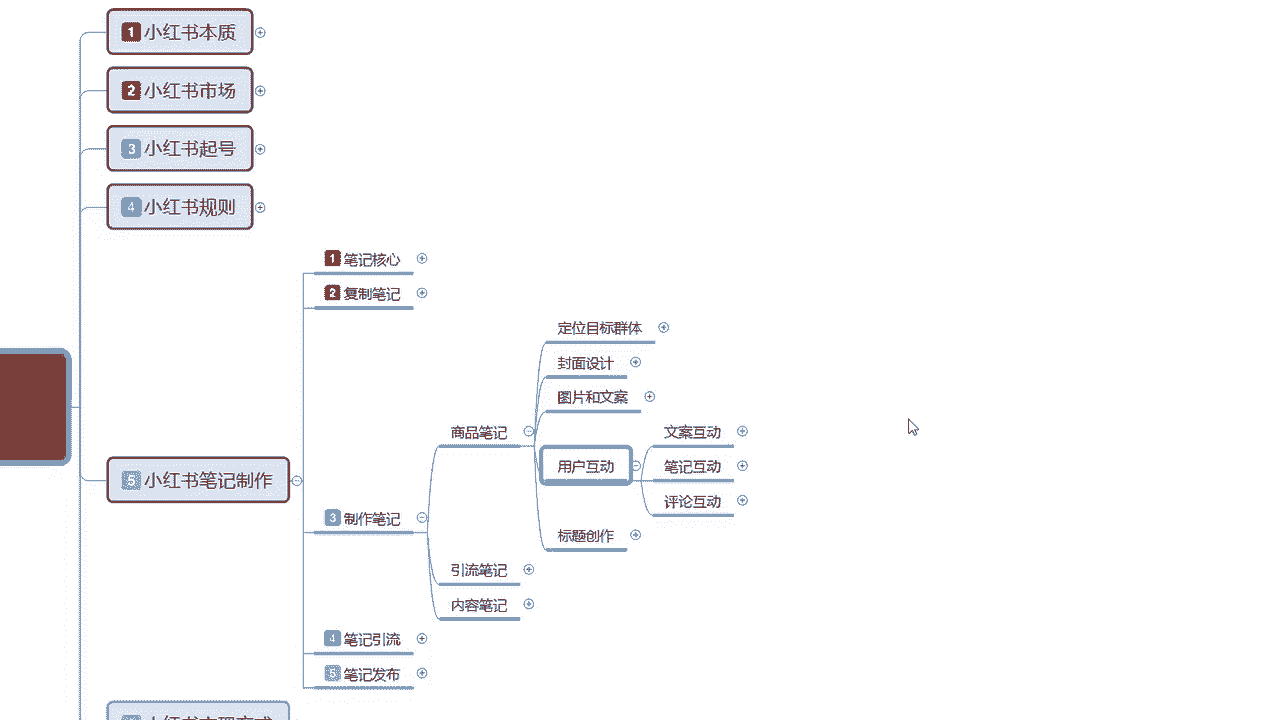 1 小红书本质
2 小红书市场
3 小红书起号
4 小红书规则
5 小红书笔记制作
1 笔记核心
2 复制笔记
3 制作笔记
商品笔记
定位目标群体
封面设计
图片和文案
用户互动
文案互动
笔记互动
评论互动
标题创作
引流笔记
内容笔记
4 笔记引流
5 笔记发布